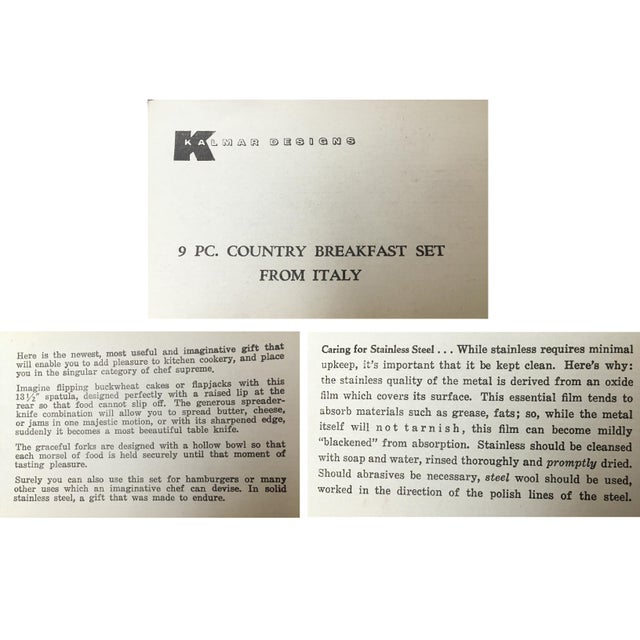 KALMAR DESIGNS
9 PC. COUNTRY BREAKFAST SET
FROM ITALY
Here is the newest, most useful and imaginative gift that
will enable you to add pleasure to kitchen cookery, and place
you in the singular category of chef supreme.
Imagine flipping buckwheat cakes or flapjacks with this
13½" spatula, designed perfectly with a raised lip at the
rear so that food cannot slip off. The generous spreader-
knife combination will allow you to spread butter, cheese,
or jams in one majestic motion, or with its sharpened edge,
suddenly it becomes a most beautiful table knife.
The graceful forks are designed with a hollow bowl so that
each morsel of food is held securely until that moment of
tasting pleasure.
Surely you can also use this set for hamburgers or many
other uses which an imaginative chef can devise. In solid
stainless steel, a gift that was made to endure.
Caring for Stainless Steel . . . While stainless requires minimal
upkeep, it's important that it be kept clean. Here's why:
the stainless quality of the metal is derived from an oxide
film which covers its surface. This essential film tends to
absorb materials such as grease, fats; so, while the metal
itself will not tarnish, this film can become mildly
"blackened" from absorption. Stainless should be cleansed
with soap and water, rinsed thoroughly and promptly dried.
Should abrasives be necessary, steel wool should be used,
worked in the direction of the polish lines of the steel.